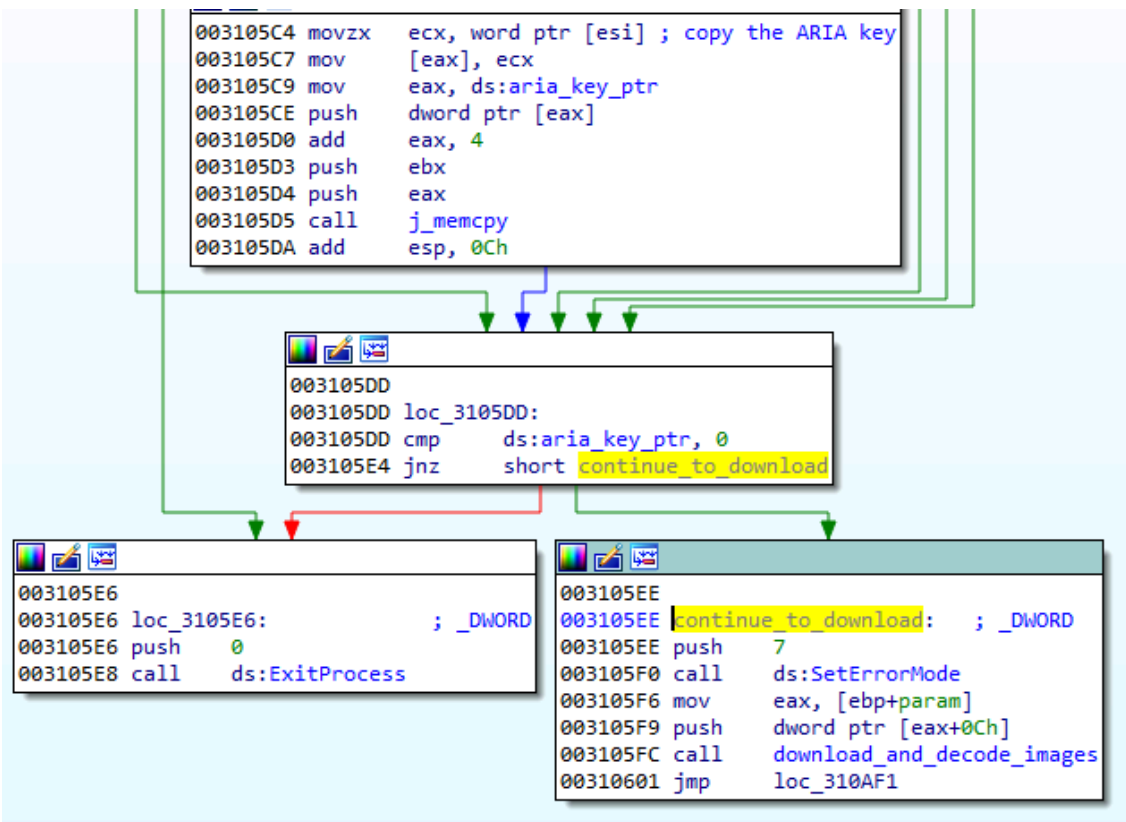 003105C4 movzx ecx, word ptr [esi] ; copy the ARIA key
003105C7 mov [eax], ecx
003105C9 mov eax, ds:aria_key_ptr
003105CE push dword ptr [eax]
003105D0 add eax, 4
003105D3 push ebx
003105D4 push eax
003105D5 call j_memcpy
003105DA add esp, 0Ch
003105DD
003105DD loc_3105DD:
003105DD cmp ds:aria_key_ptr, 0
003105E4 jnz short continue_to_download
003105E6
003105E6 loc_3105E6: ; _DWORD
003105E6 push 0
003105E8 call ds:ExitProcess
003105EE
003105EE continue_to_download: ; _DWORD
003105EE push 7
003105F0 call ds:SetErrorMode
003105F6 mov eax, [ebp+param]
003105F9 push dword ptr [eax+0Ch]
003105FC call download_and_decode_images
00310601 jmp loc_310AF1